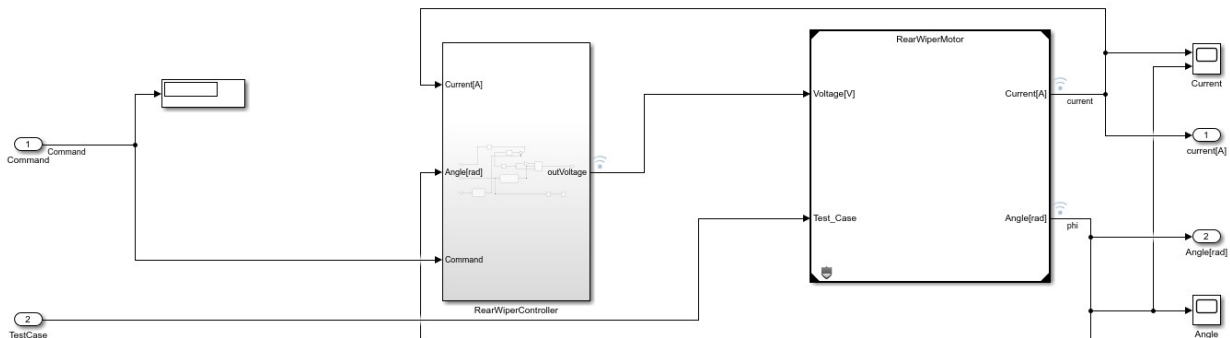 RearWiperMotor
Current[A]
Voltage[V]
Current[A]
current
Current
1
Command
Command
1
current[A]
Angle[rad]
outVoltage
Test_Case
Angle[rad]
phi
2
Angle[rad]
Command
RearWiperController
2
TestCase
Angle